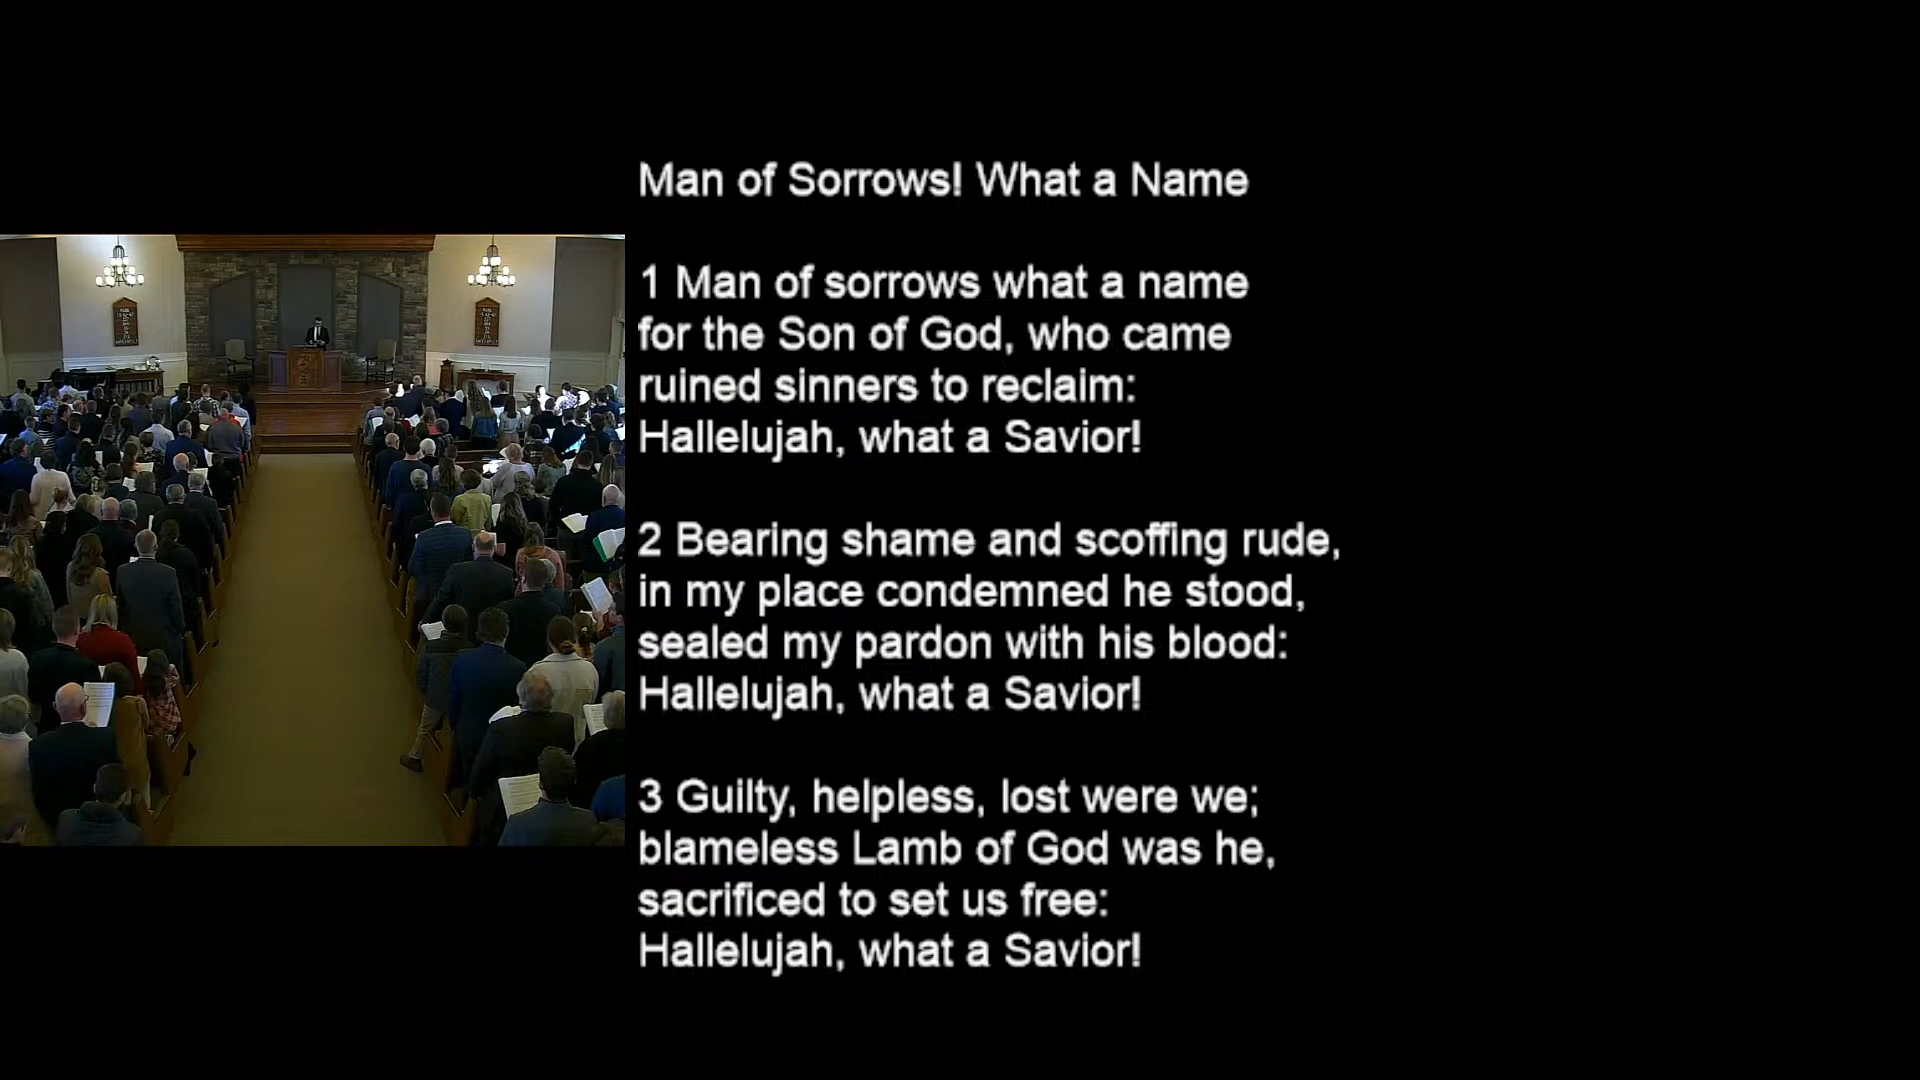 Man of Sorrows! What a Name
1 Man of sorrows what a name
for the Son of God, who came
ruined sinners to reclaim:
Hallelujah, what a Savior!
2 Bearing shame and scoffing rude,
in my place condemned he stood,
sealed my pardon with his blood:
Hallelujah, what a Savior!
3 Guilty, helpless, lost were we;
blameless Lamb of God was he,
sacrificed to set us free:
Hallelujah, what a Savior!